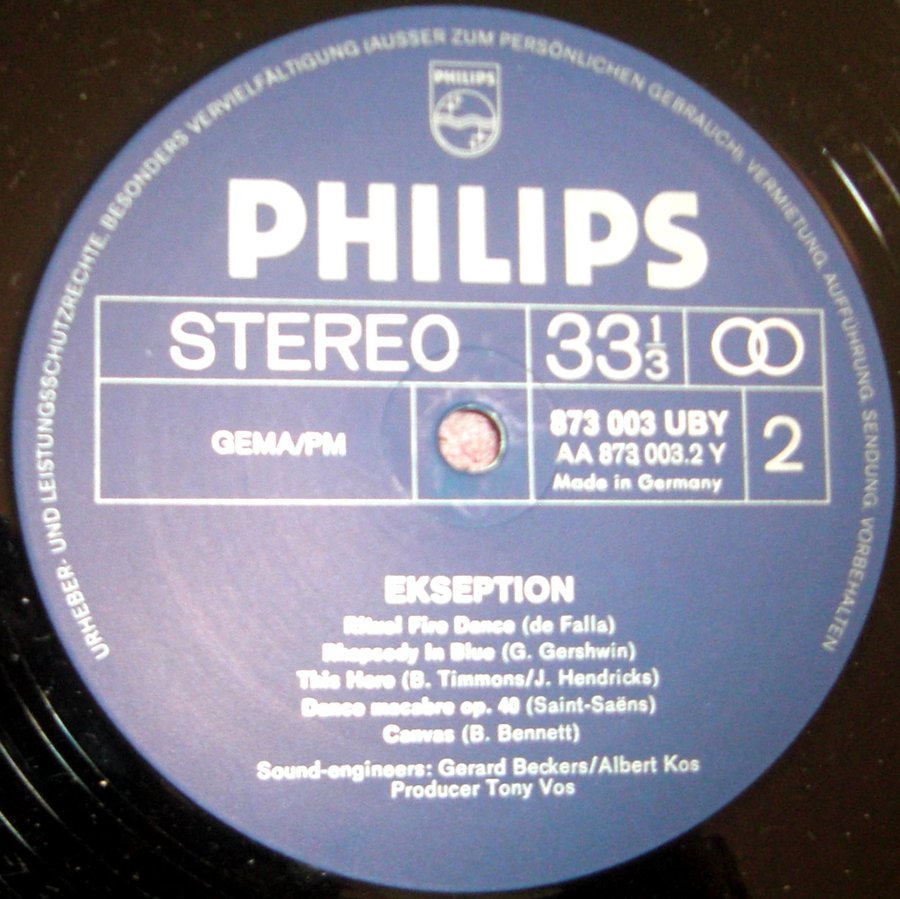 URHEBER- UND LEISTUNGSSCHUTZRECHTE, BESONDERS VERVIELFÄLTIGUNG (AUSSER ZUM PERSÖNLICHEN GEBRAUCH), VERMIETUNG, AUFFÜHRUNG, SENDUNG, VORBEHALTEN
PHILIPS
PHILIPS
STEREO 33 1/3
GEMA/PM
873 003 UBY
AA 873 003.2 Y
Made in Germany
2
EKSEPTION
Ritual Fire Dance (de Falla)
Rhapsody In Blue (G. Gershwin)
This Here (B. Timmons/J. Hendricks)
Dance macabre op. 40 (Saint-Saëns)
Canvas (B. Bennett)
Sound-engineers: Gerard Beckers/Albert Kos
Producer Tony Vos